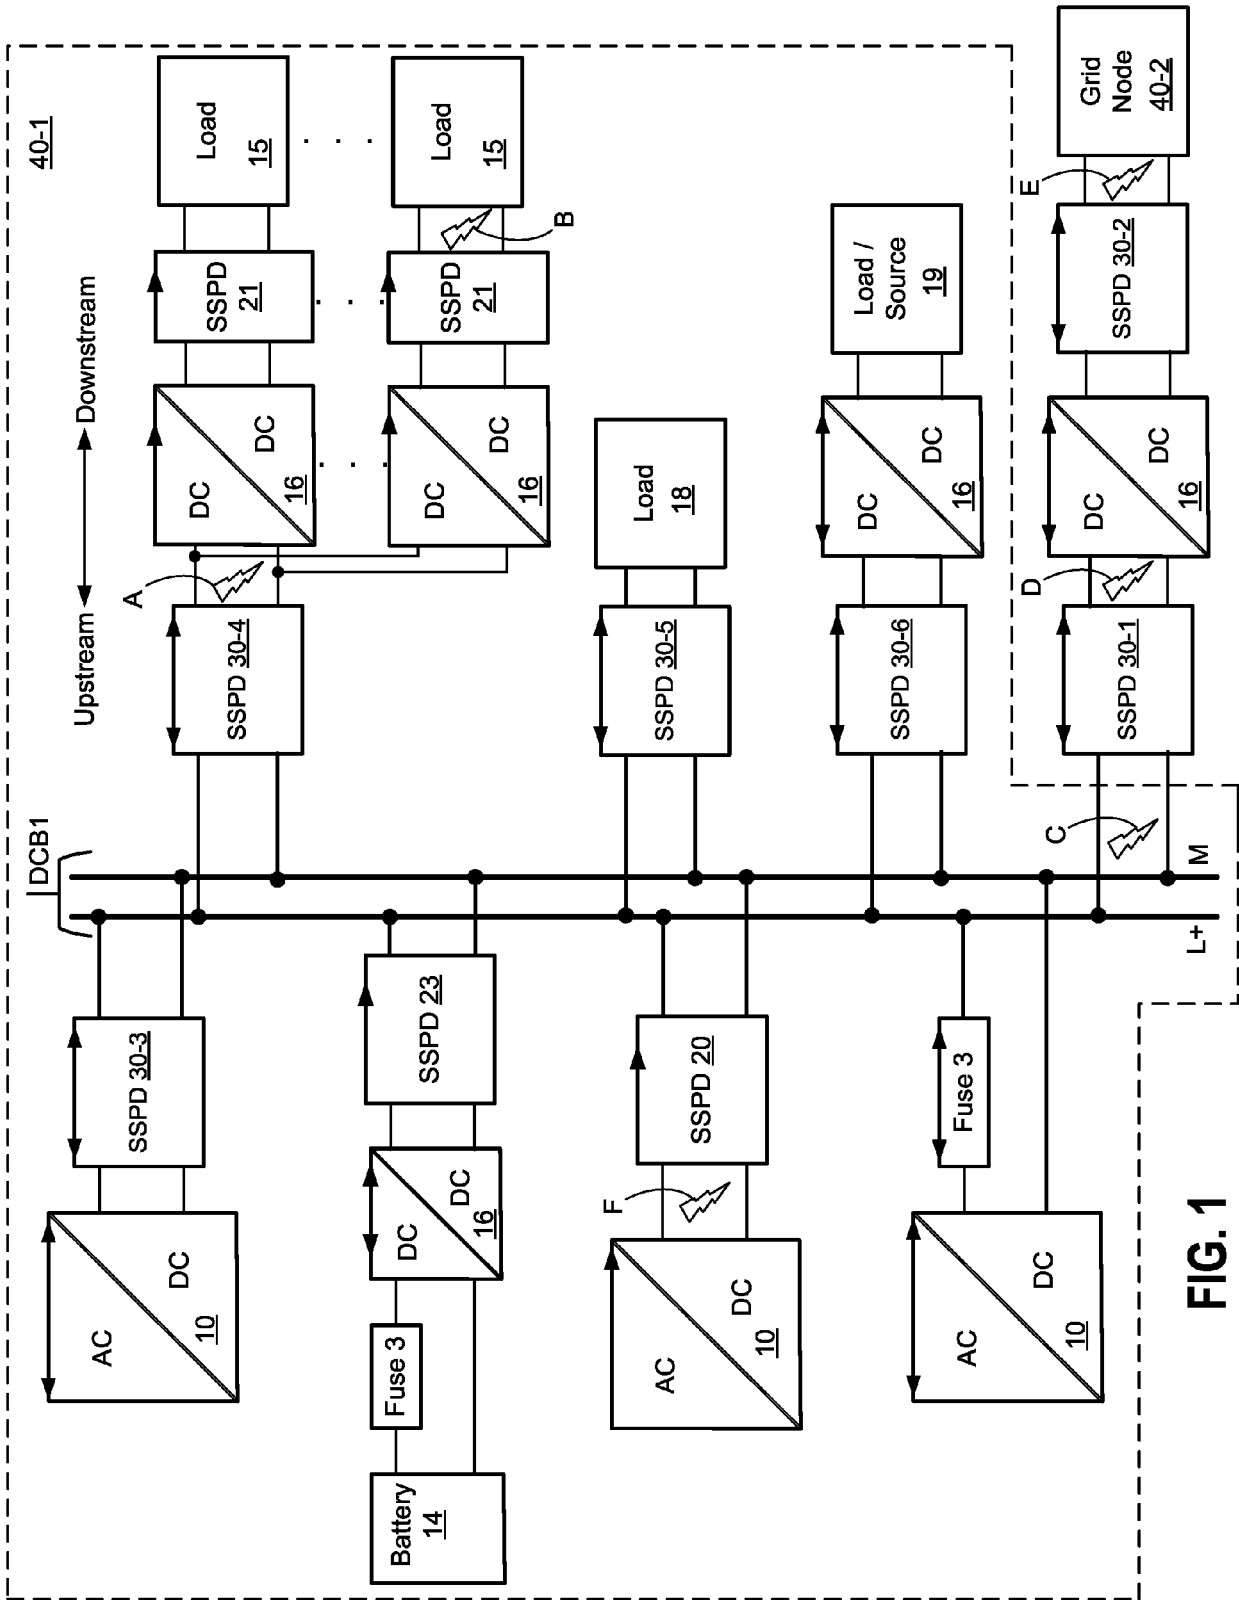 40-1
Upstream
Downstream
DCB1
AC
DC
10
SSPD 30-3
SSPD 30-4
A
DC
DC
16
SSPD
21
Load
15
. . .
. . .
. . .
DC
DC
16
SSPD
21
B
Load
15
Battery
14
Fuse 3
DC
DC
16
SSPD 23
SSPD 30-5
Load
18
AC
DC
10
F
SSPD 20
SSPD 30-6
DC
DC
16
Load /
Source
19
AC
DC
10
Fuse 3
L+
M
C
SSPD 30-1
D
DC
DC
16
SSPD 30-2
E
Grid
Node
40-2
FIG. 1